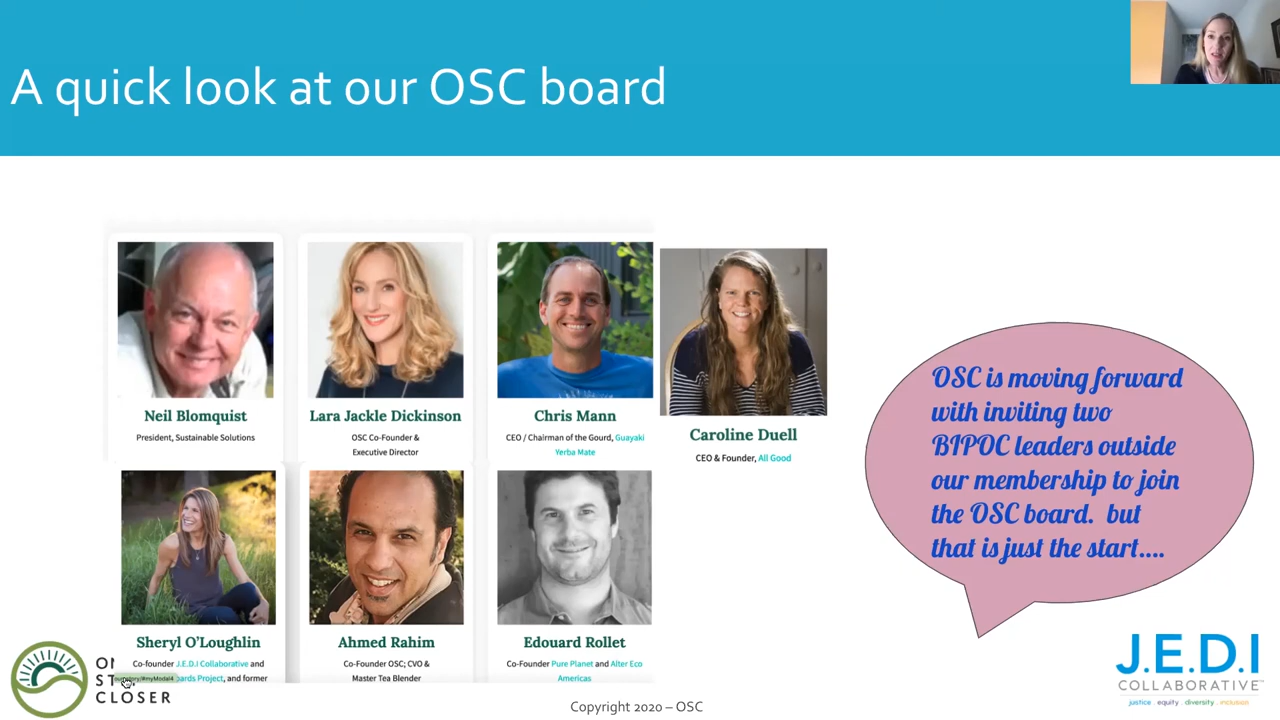 A quick look at our OSC board
Neil Blomquist
President, Sustainable Solutions
Lara Jackle Dickinson
OSC Co-Founder &
Executive Director
Chris Mann
CEO / Chairman of the Gourd, Guayaki
Yerba Mate
Caroline Duell
CEO & Founder, All Good
OSC is moving forward
with inviting two
BIPOC leaders outside
our membership to join
the OSC board. but
that is just the start....
Sheryl O'Loughlin
Co-founder J.E.D.I Collaborative and
Project, and former
Ahmed Rahim
Co-Founder OSC; CVO &
Master Tea Blender
Edouard Rollet
Co-Founder Pure Planet and Alter Eco
Americas
CLOSER
Copyright 2020 – OSC
J.E.D.I
COLLABORATIVE
justice . equity . diversity . inclusion